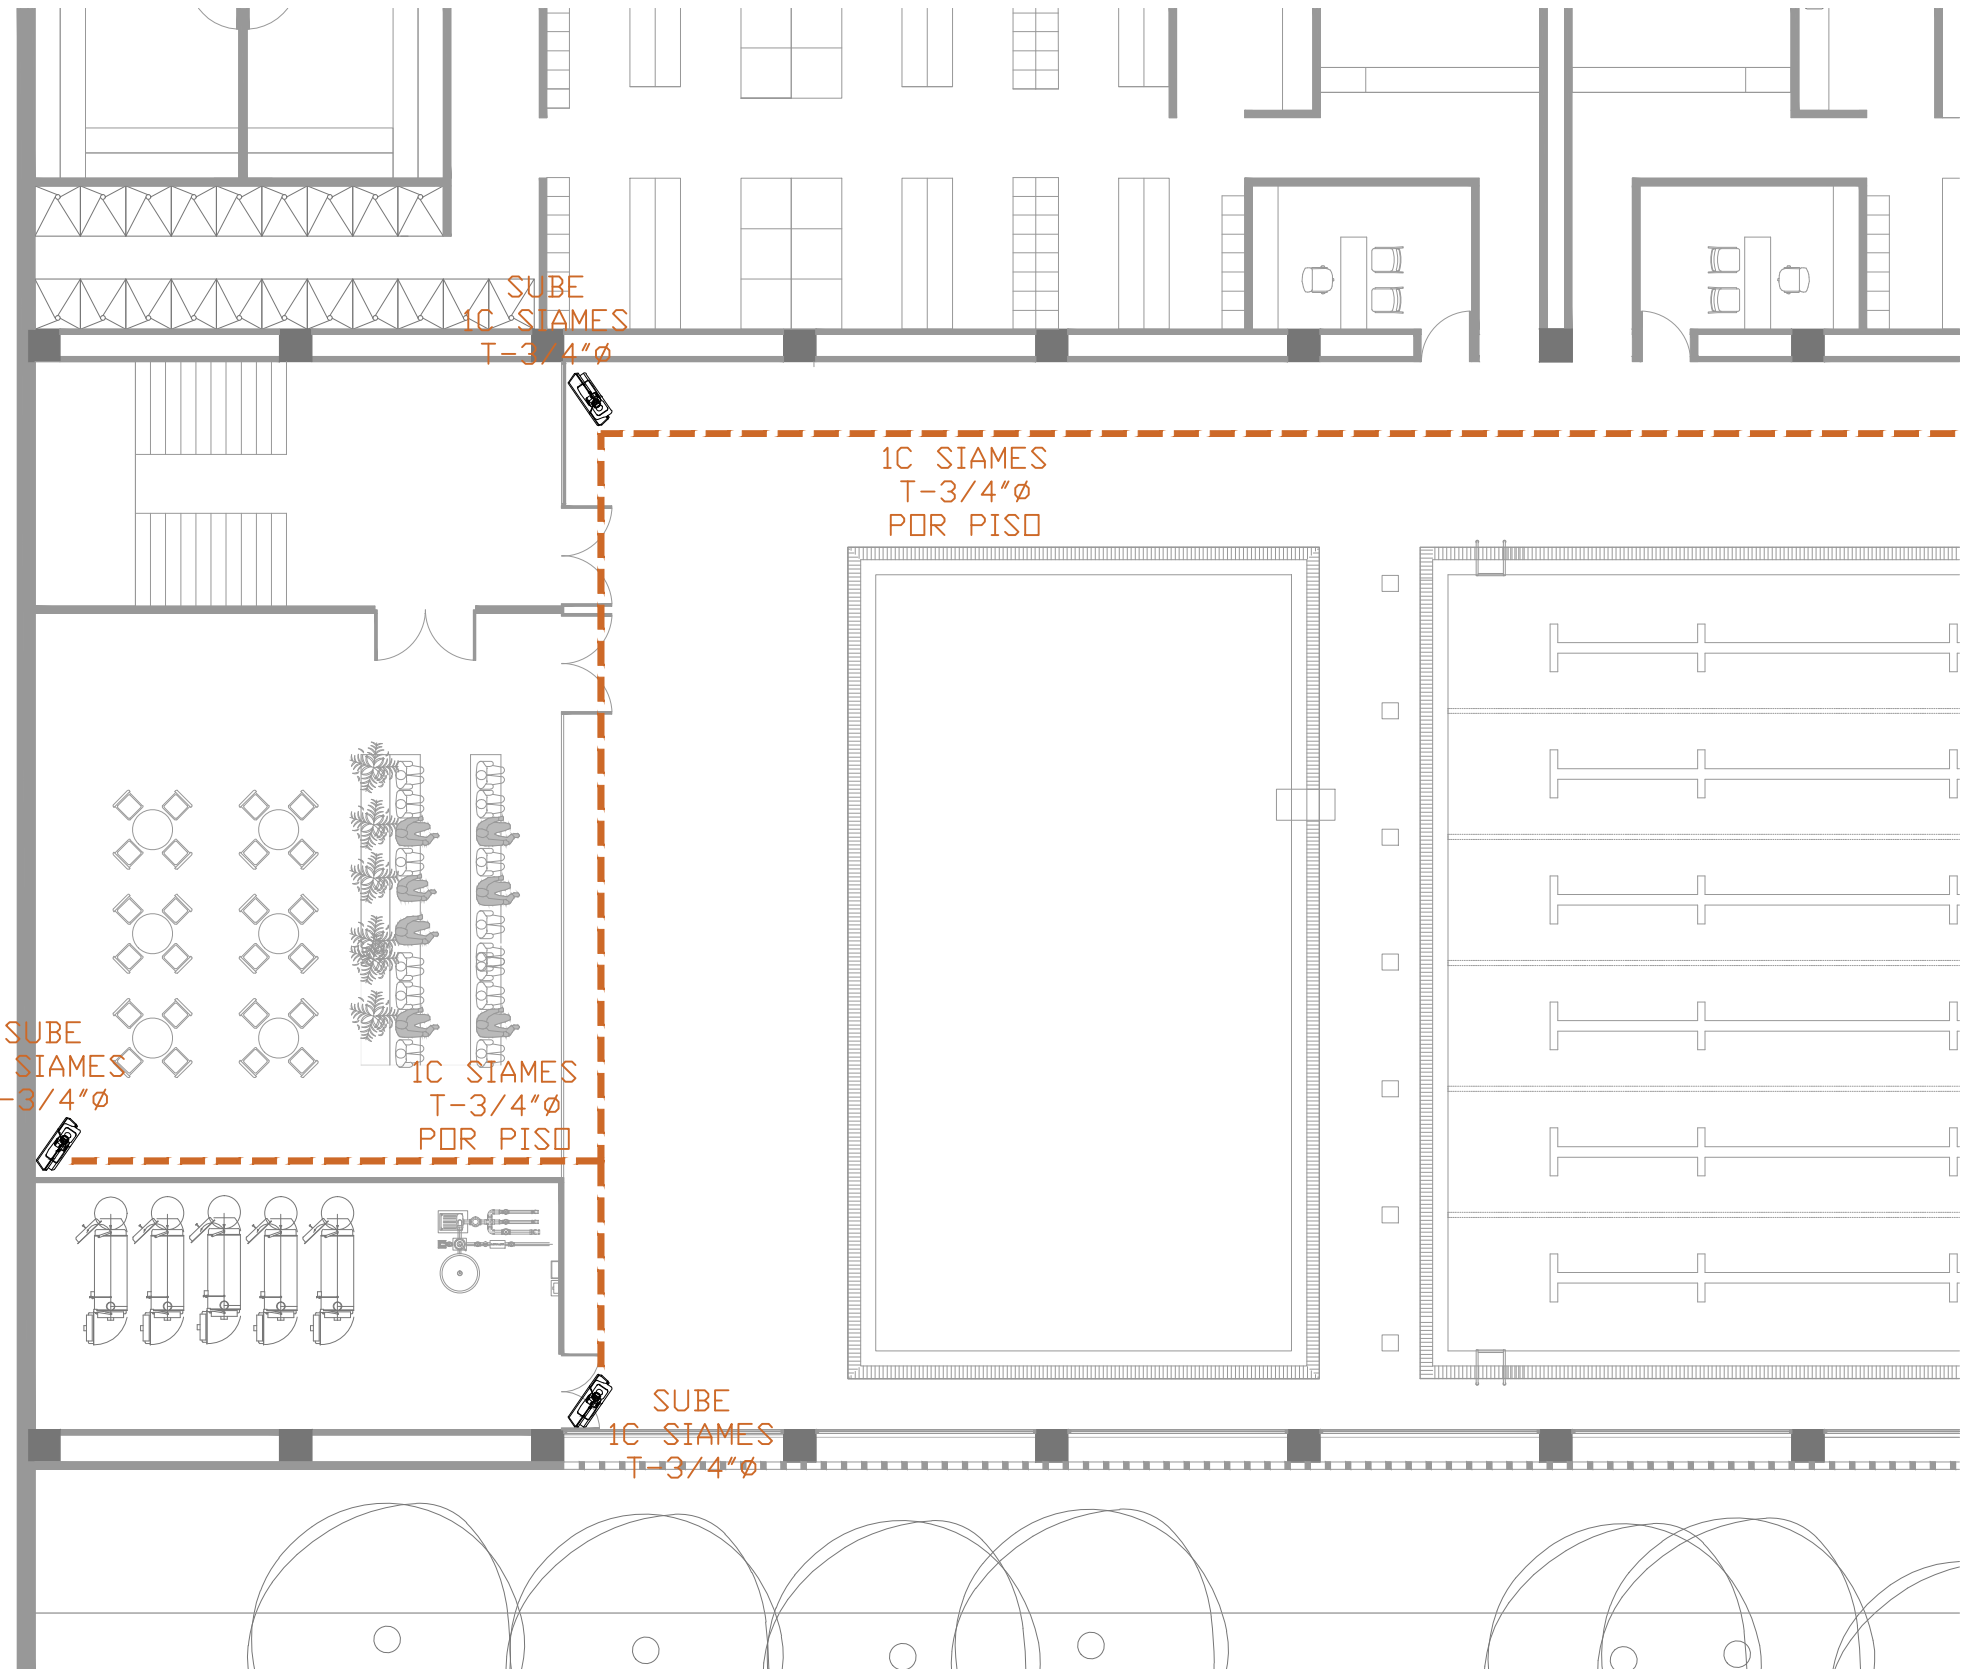 SUBE
1C SIAMES
T-3/4"ø
1C SIAMES
T-3/4"ø
POR PISO
SUBE
SIAMES
-3/4"ø
1C SIAMES
T-3/4"ø
POR PISO
SUBE
1C SIAMES
T-3/4"ø